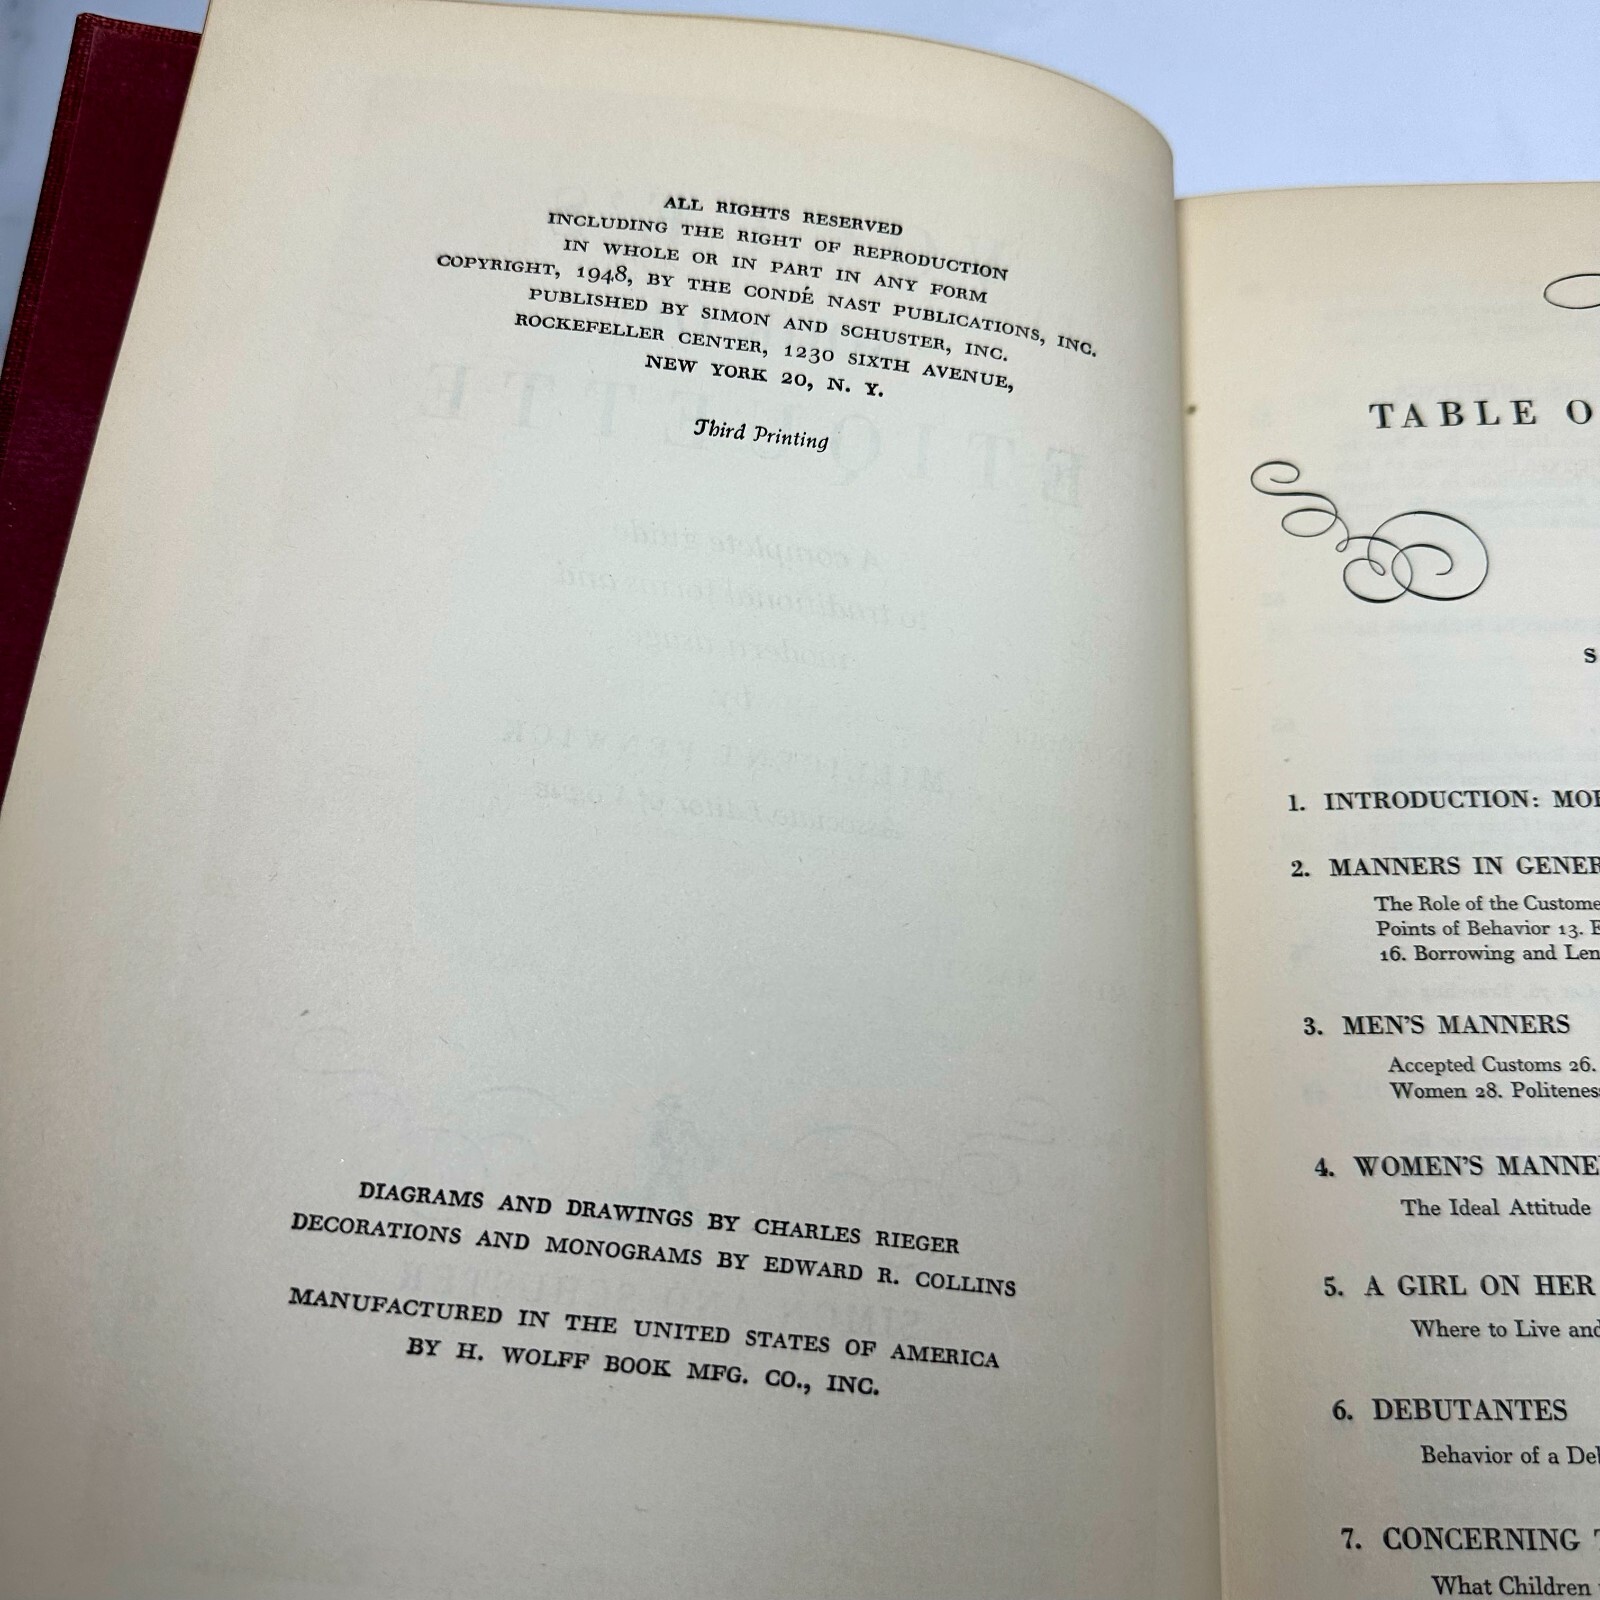 ALL RIGHTS RESERVED
INCLUDING THE RIGHT OF REPRODUCTION
IN WHOLE OR IN PART IN ANY FORM
COPYRIGHT, 1948, BY THE CONDÉ NAST PUBLICATIONS, INC.
PUBLISHED BY SIMON AND SCHUSTER, INC.
ROCKEFELLER CENTER, 1230 SIXTH AVENUE,
NEW YORK 20, N. Y.
Third Printing
DIAGRAMS AND DRAWINGS BY CHARLES RIEGER
DECORATIONS AND MONOGRAMS BY EDWARD R. COLLINS
MANUFACTURED IN THE UNITED STATES OF AMERICA
BY H. WOLFF BOOK MFG. CO., INC.
TABLE O
S
1. INTRODUCTION: MO
2. MANNERS IN GENER
The Role of the Custome
Points of Behavior 13.
16. Borrowing and Len
3. MEN'S MANNERS
Accepted Customs 26.
Women 28. Politenes
4. WOMEN'S MANNE
The Ideal Attitude
5. A GIRL ON HER
Where to Live and
6. DEBUTANTES
Behavior of a De
7. CONCERNING
What Children